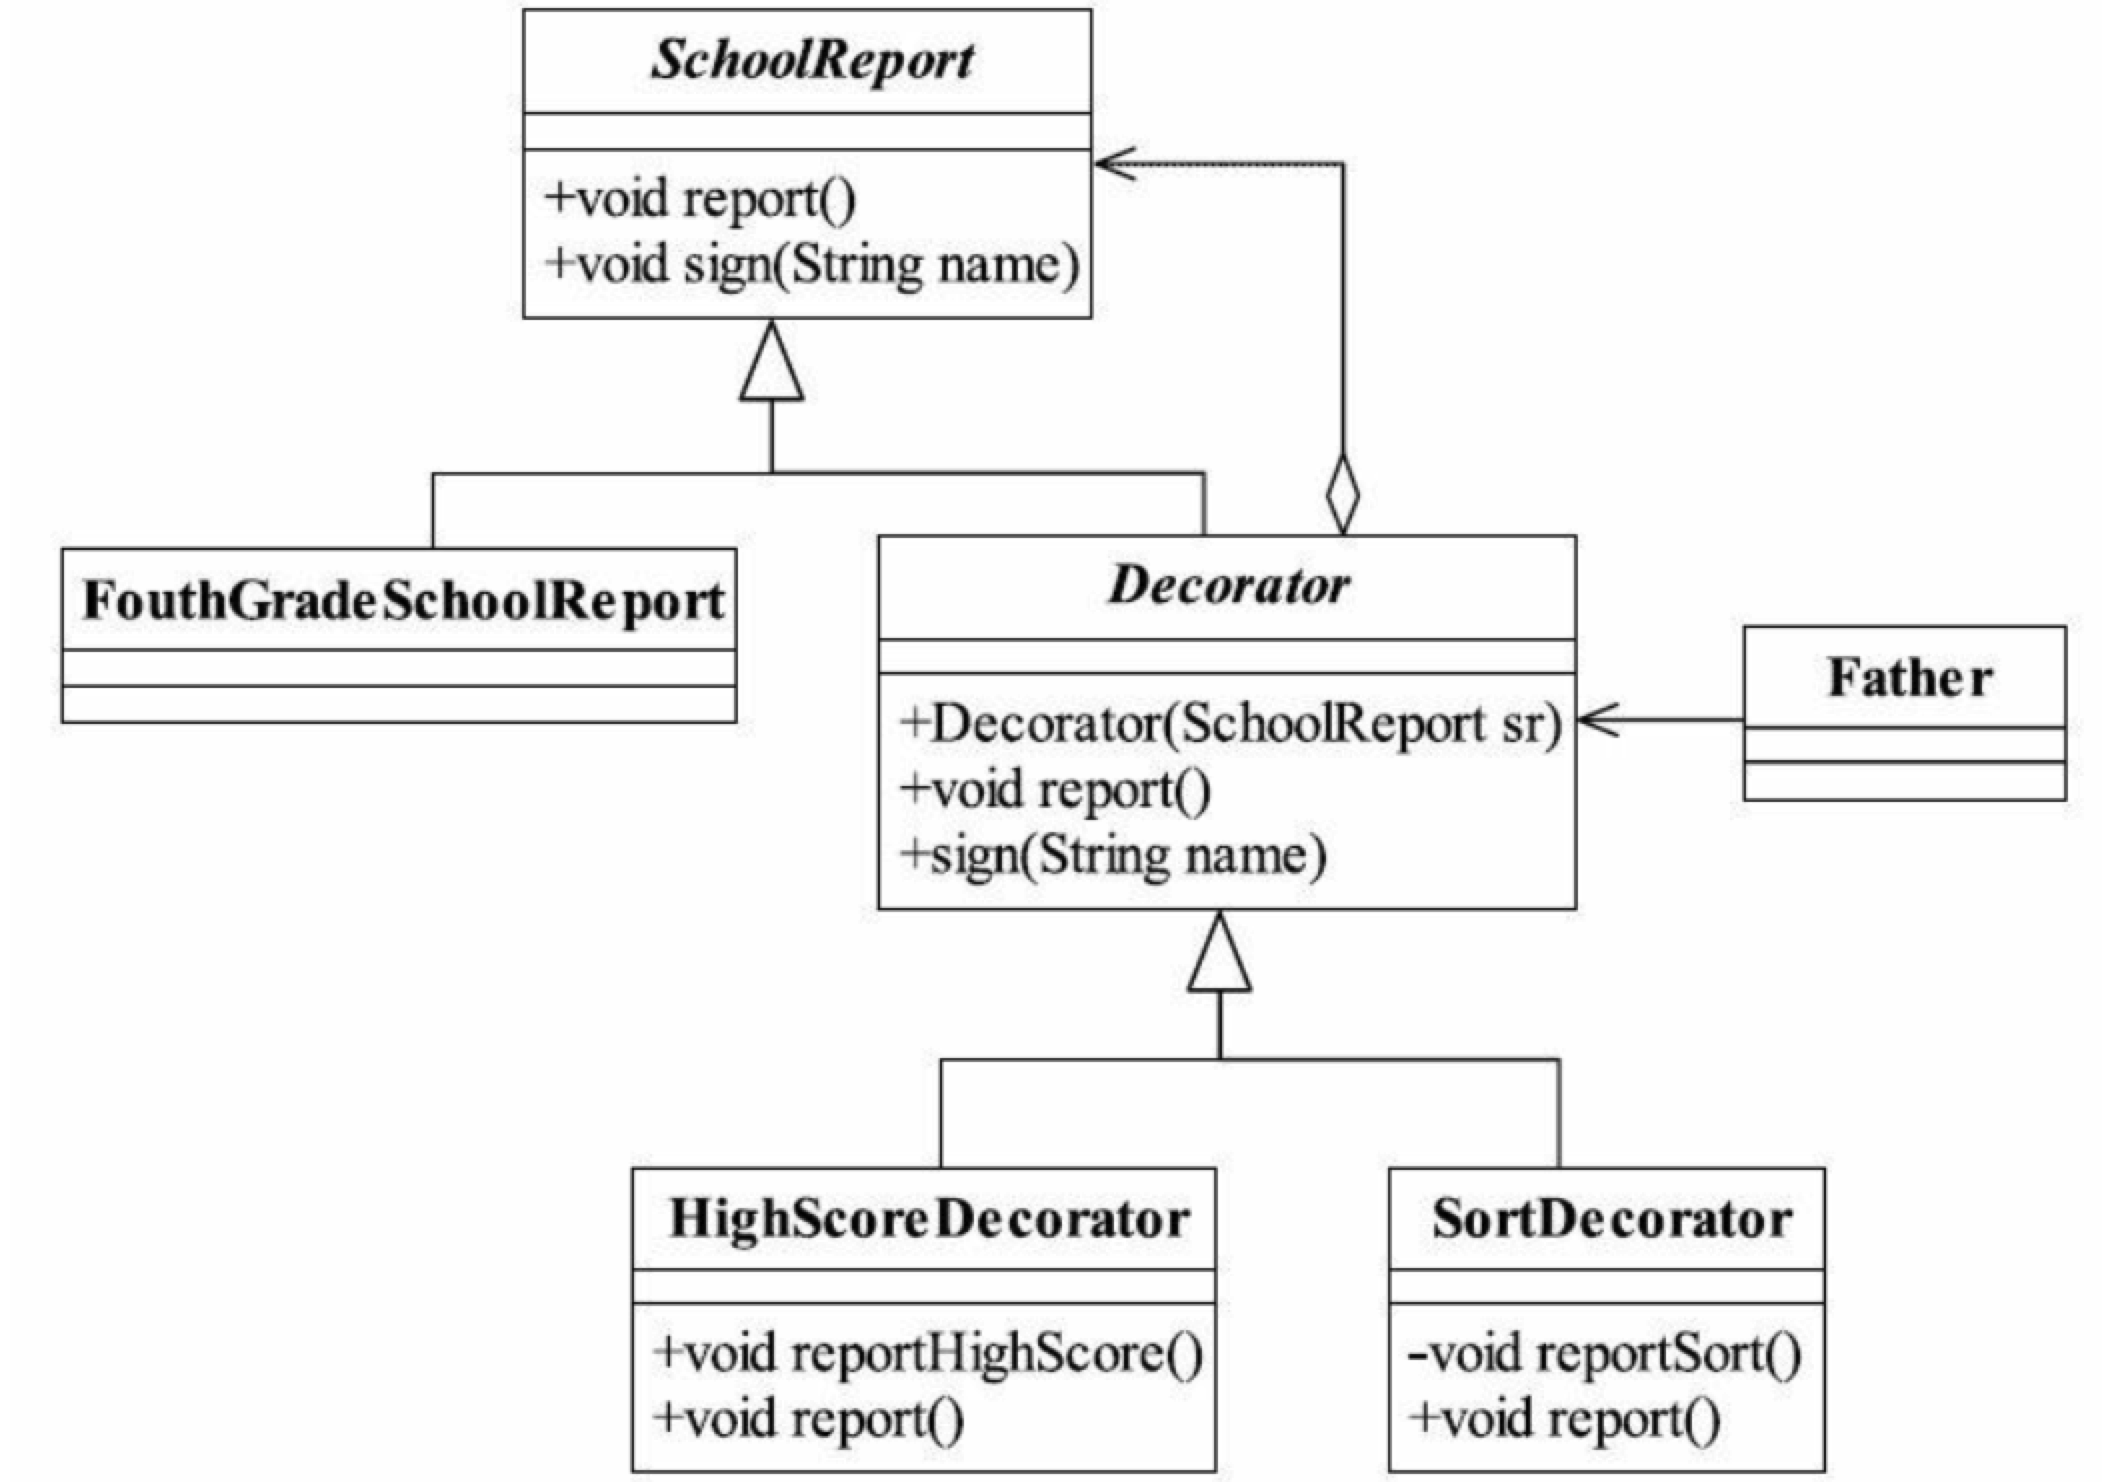 SchoolReport
+void report()
+void sign(String name)
FouthGradeSchoolReport
Decorator
+Decorator(SchoolReport sr)
+void report()
+sign(String name)
Father
HighScoreDecorator
+void reportHighScore()
+void report()
SortDecorator
-void reportSort()
+void report()